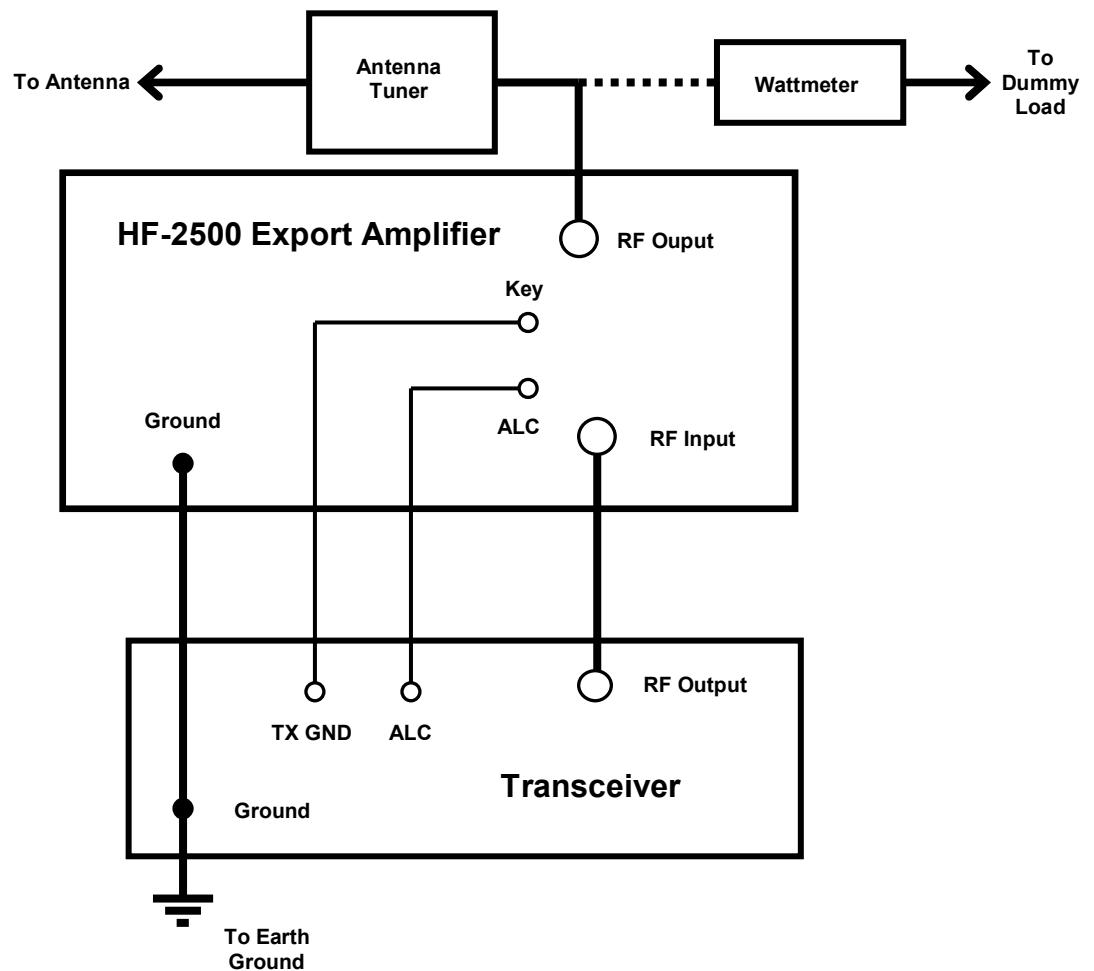 To Antenna
Antenna
Tuner
Wattmeter
To
Dummy
Load
HF-2500 Export Amplifier
RF Ouput
Key
ALC
Ground
RF Input
TX GND
ALC
RF Output
Transceiver
Ground
To Earth
Ground